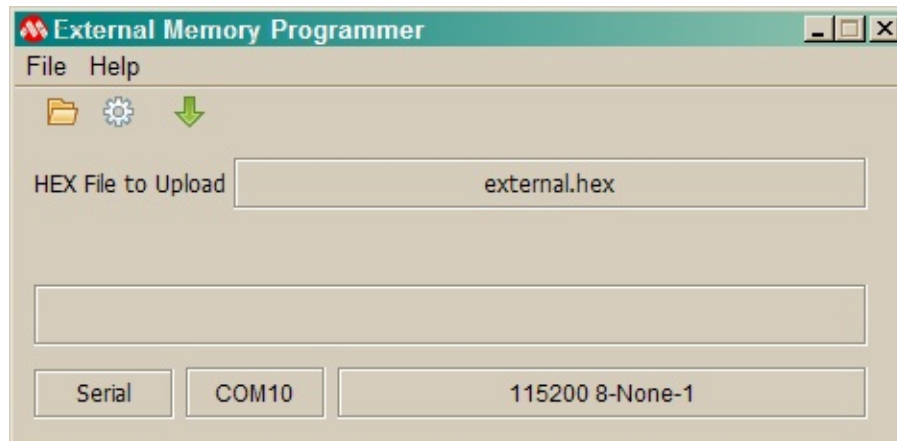 External Memory Programmer
File Help
HEX File to Upload external.hex
Serial COM10 115200 8-None-1